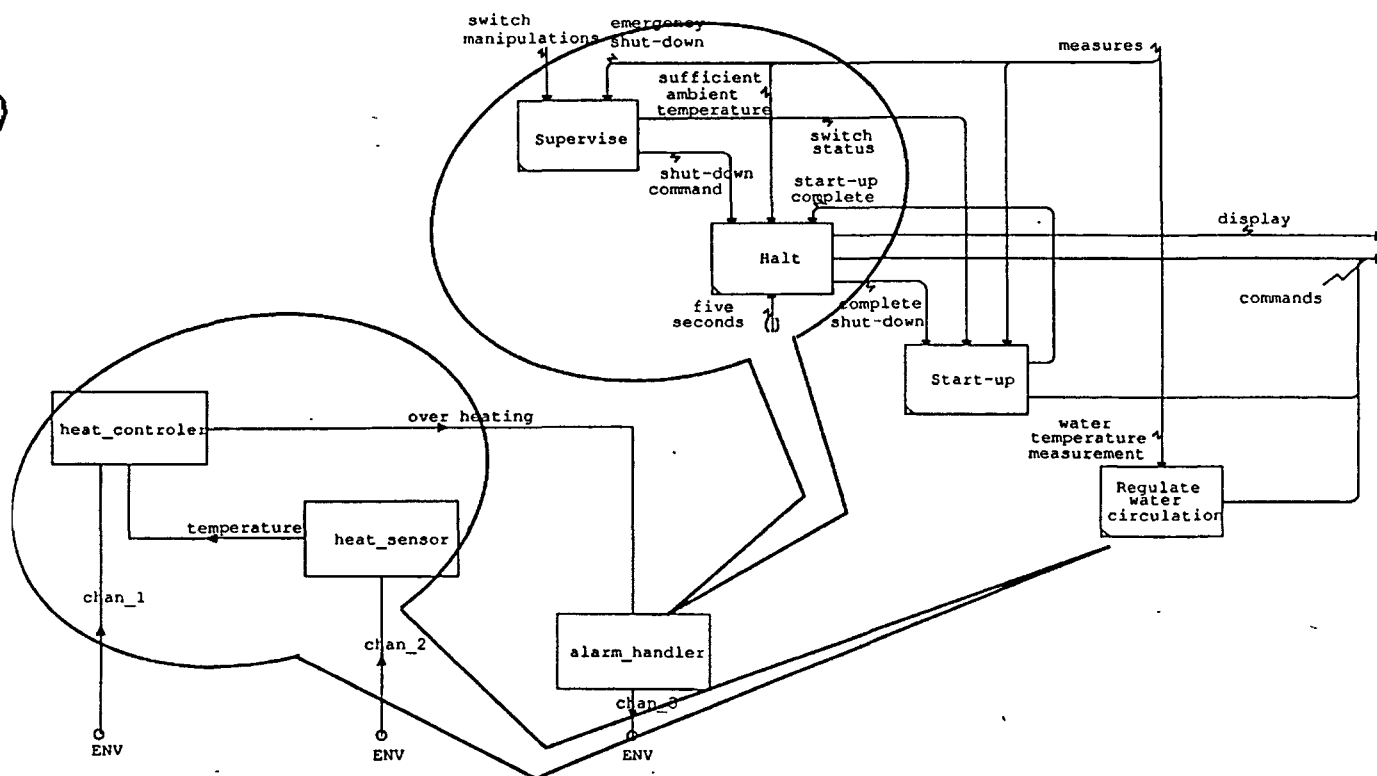 switch
manipulations
emergency
shut-down
measures
sufficient
ambient
temperature
Supervise
switch
status
shut-down
command
start-up
complete
display
Halt
commands
five
seconds
complete
shut-down
Start-up
heat_controler
over heating
water
temperature
measurement
Regulate
water
circulation
temperature
heat_sensor
chan_1
chan_2
alarm_handler
chan_3
ENV
ENV
ENV